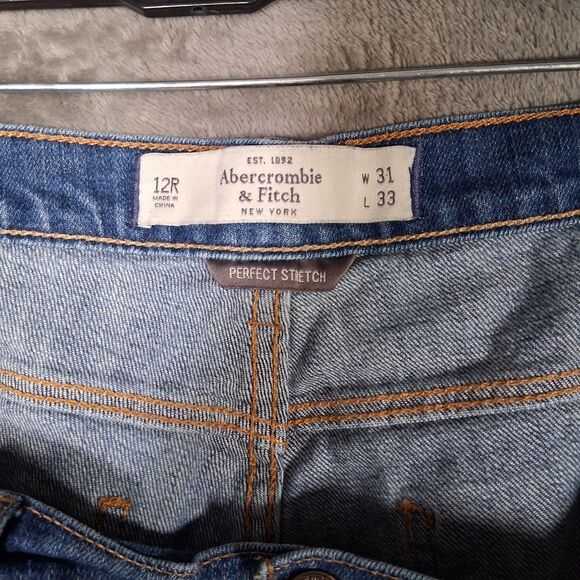 EST. 1892
Abercrombie
& Fitch
NEW YORK
12R
MADE IN
CHINA
W 31
L 33
PERFECT STRETCH